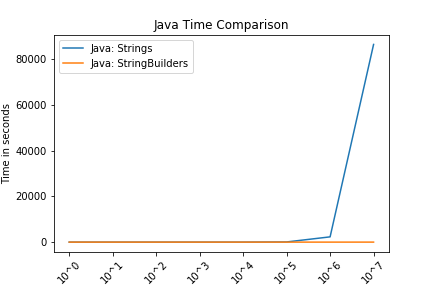 Java Time Comparison
Java: Strings
Java: StringBuilders
Time in seconds
80000
60000
40000
20000
0
10^0 10^1 10^2 10^3 10^4 10^5 10^6 10^7